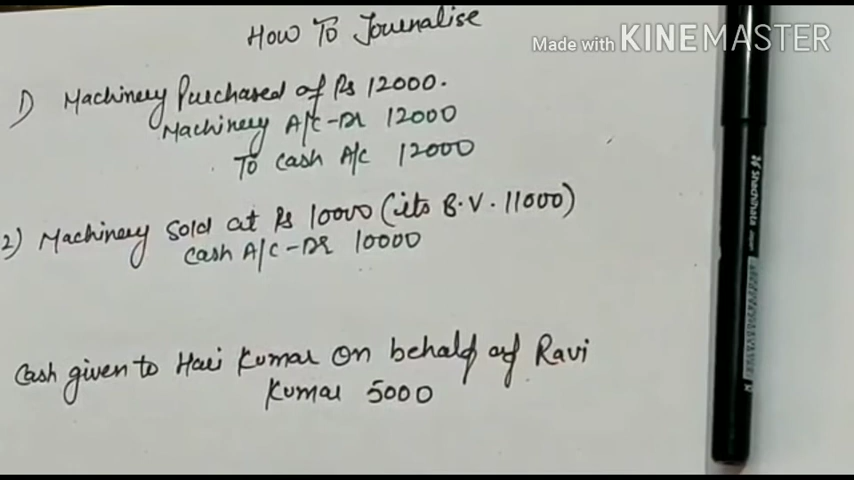 How To Journalise
Made with KINEMASTER
1) Machinery Purchased of Rs 12000.
Machinery A/C-Dr 12000
To Cash A/c 12000
2) Machinery Sold at Rs 10000 (its B.V. 11000)
Cash A/C-Dr 10000
Cash given to Hari Kumar On behalf of Ravi
Kumar 5000
Shachihata